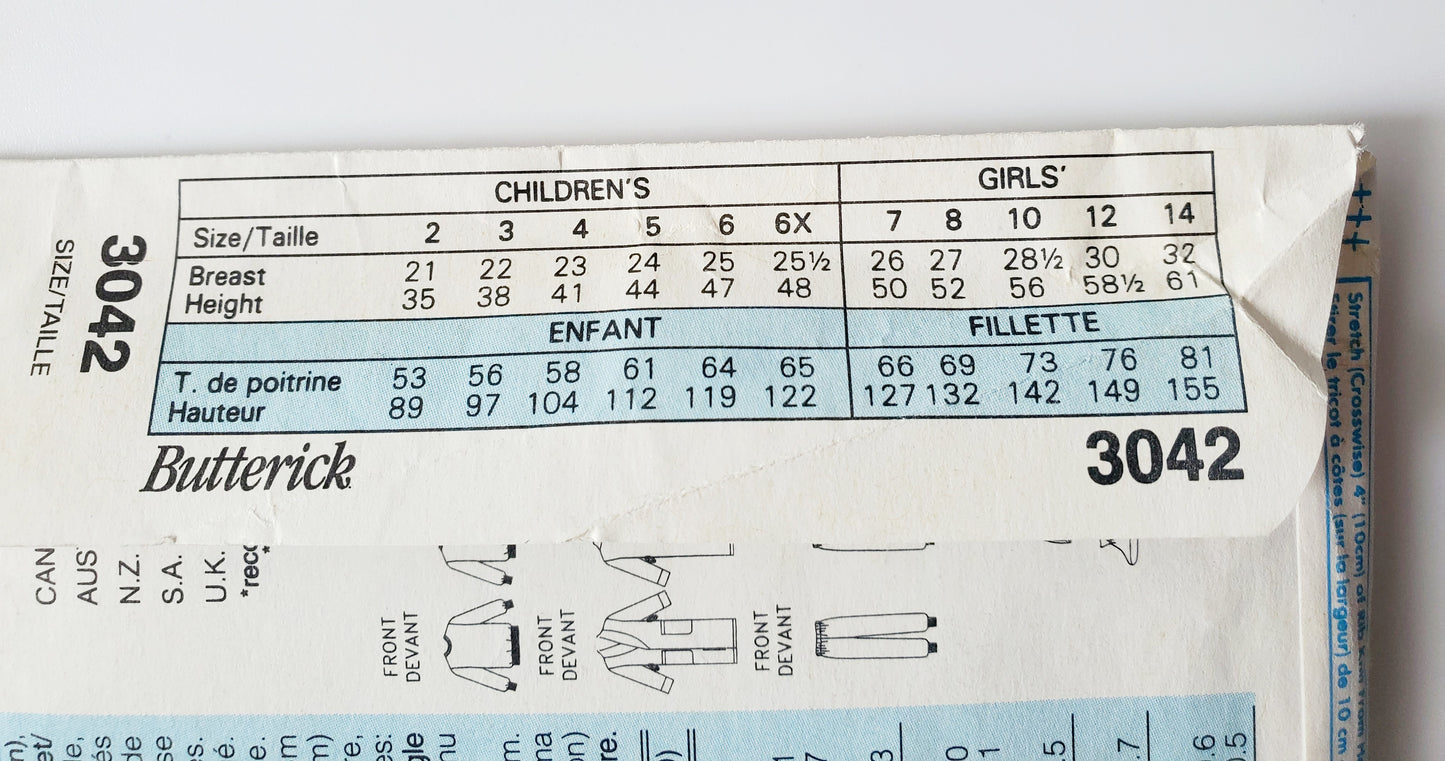 CHILDREN'S GIRLS'
Size/Taille 2 3 4 5 6 6X 7 8 10 12 14
Breast 21 22 23 24 25 25½ 26 27 28½ 30 32
Height 35 38 41 44 47 48 50 52 56 58½ 61
ENFANT FILLETTE
T. de poitrine 53 56 58 61 64 65 66 69 73 76 81
Hauteur 89 97 104 112 119 122 127 132 142 149 155
Butterick 3042
3042
SIZE/TAILLE
CAN
AUS
N.Z.
S.A.
U.K.
FRONT
DEVANT
FRONT
DEVANT
FRONT
DEVANT
+++
Stretch (Crosswise) 4" (10cm) of
le tricot à côtes (sur la largeur) de 10 cm